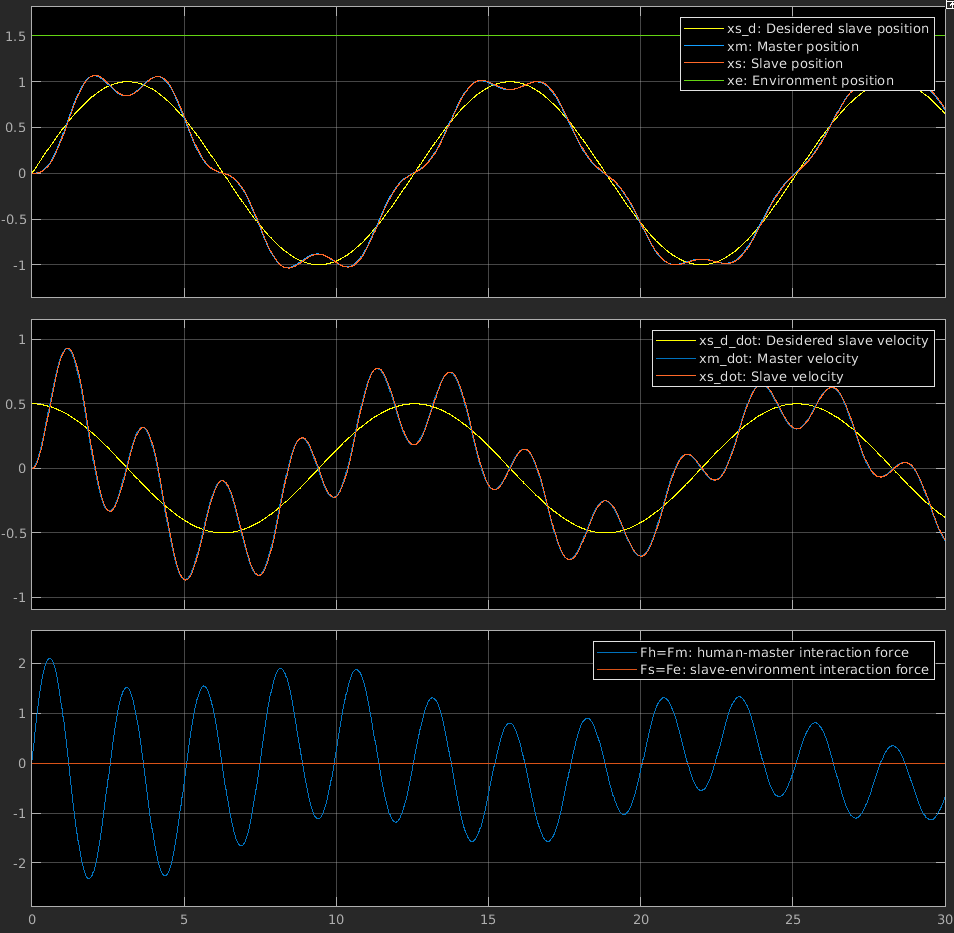 xs_d: Desidered slave position
xm: Master position
xs: Slave position
xe: Environment position
1.5
1
0.5
0
-0.5
-1
xs_d_dot: Desidered slave velocity
xm_dot: Master velocity
xs_dot: Slave velocity
1
0.5
0
-0.5
-1
Fh=Fm: human-master interaction force
Fs=Fe: slave-environment interaction force
2
1
0
-1
-2
0 5 10 15 20 25 30